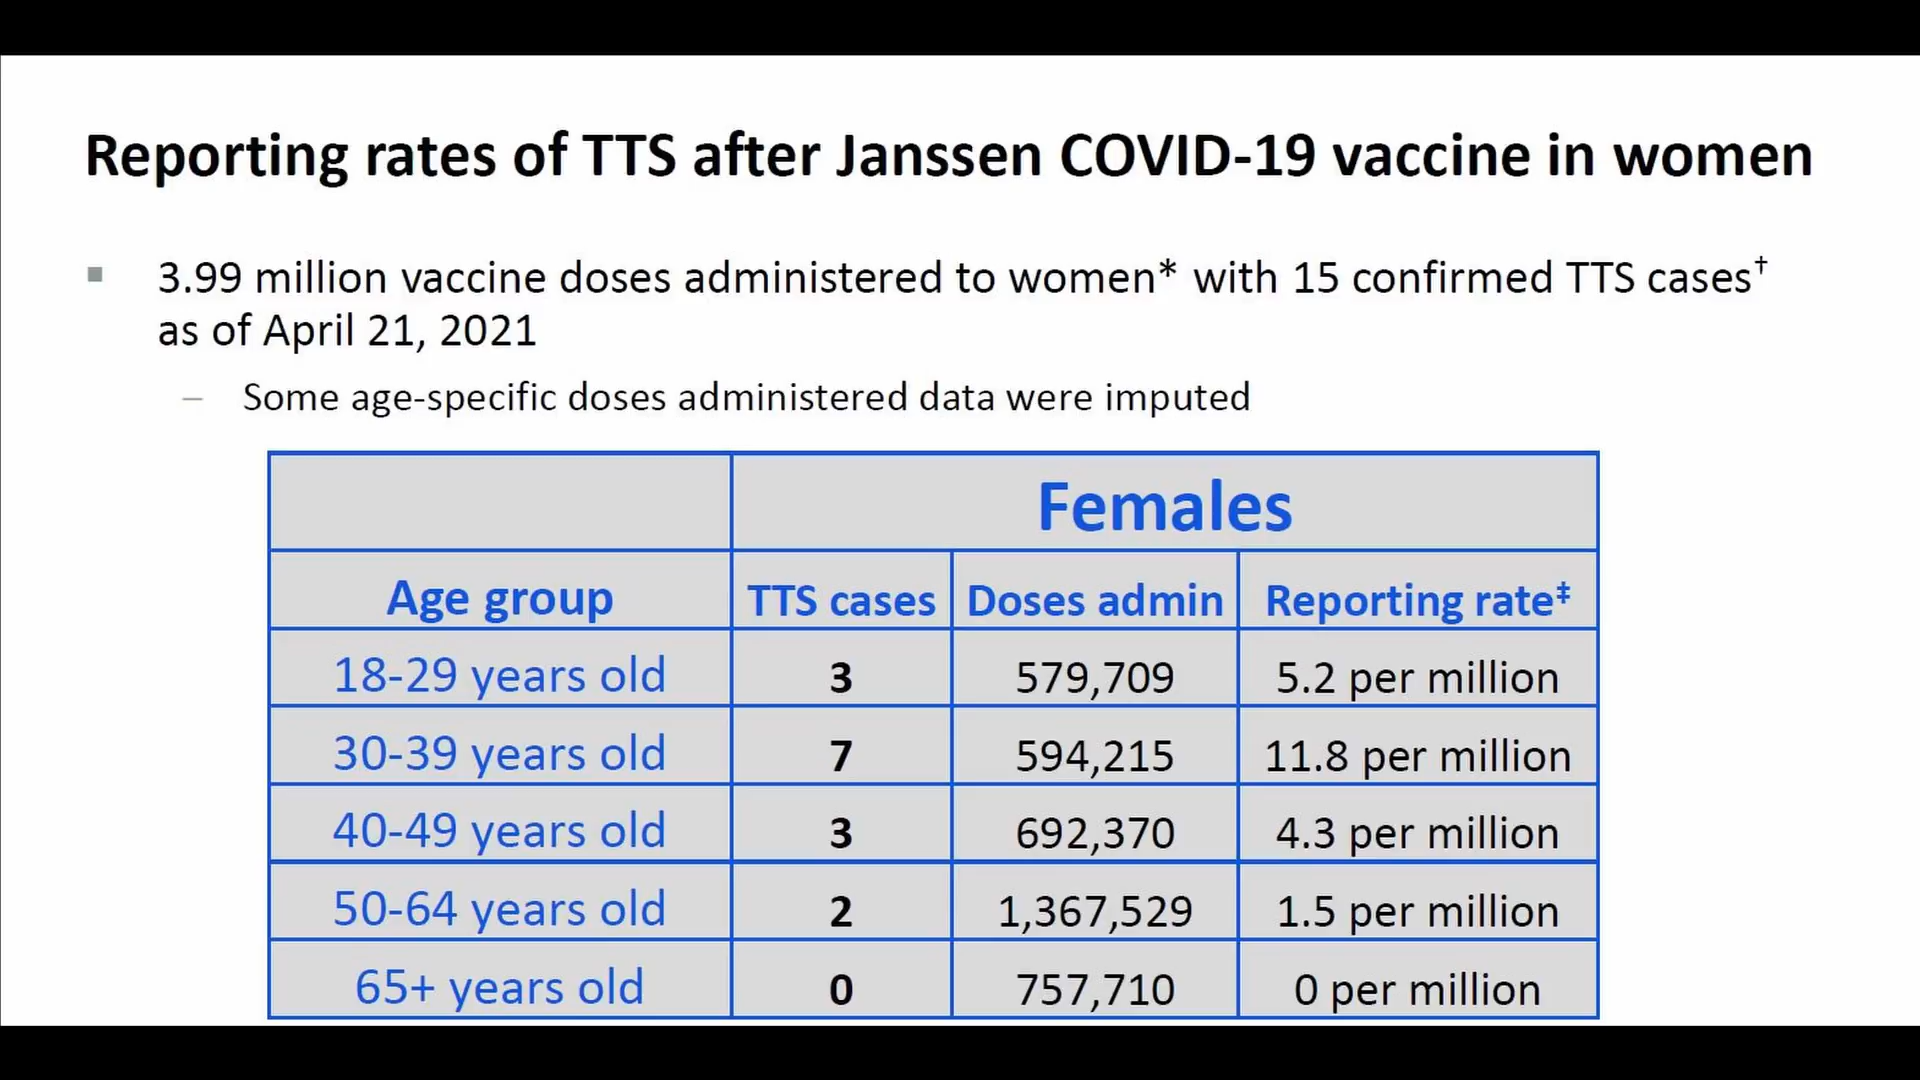 Reporting rates of TTS after Janssen COVID-19 vaccine in women
▪ 3.99 million vaccine doses administered to women* with 15 confirmed TTS cases†
as of April 21, 2021
– Some age-specific doses administered data were imputed
Females
Age group TTS cases Doses admin Reporting rate‡
18-29 years old 3 579,709 5.2 per million
30-39 years old 7 594,215 11.8 per million
40-49 years old 3 692,370 4.3 per million
50-64 years old 2 1,367,529 1.5 per million
65+ years old 0 757,710 0 per million